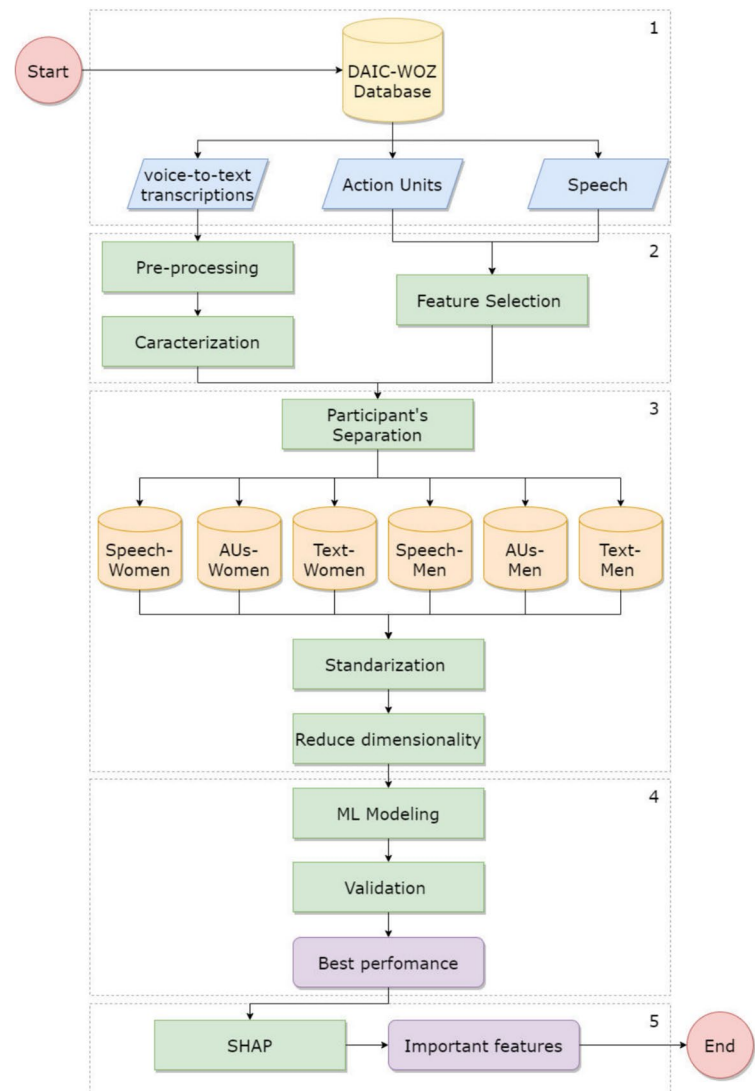 1
Start
DAIC-WOZ
Database
voice-to-text
transcriptions
Action Units
Speech
2
Pre-processing
Feature Selection
Caracterization
3
Participant's
Separation
Speech-
Women
AUs-
Women
Text-
Women
Speech-
Men
AUs-
Men
Text-
Men
Standarization
Reduce dimensionality
4
ML Modeling
Validation
Best perfomance
5
SHAP
Important features
End